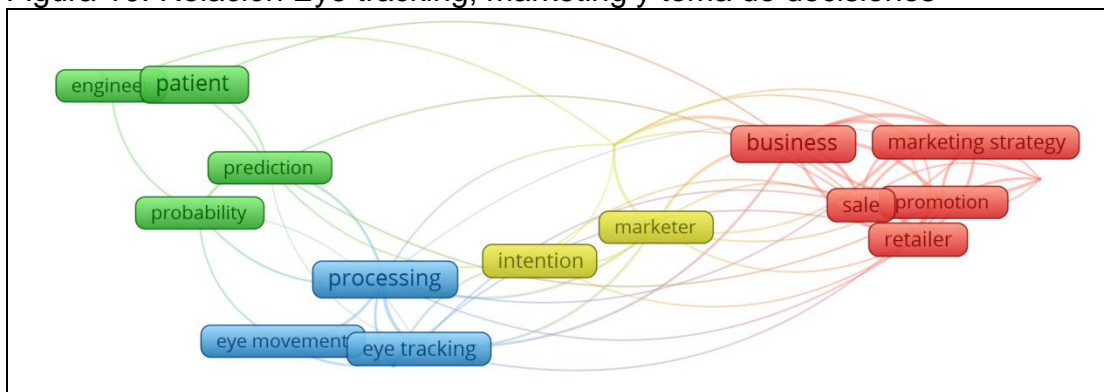 Figura 10. Relación Eye tracking, marketing y toma de decisiones
enginee
patient
prediction
probability
processing
eye movement
eye tracking
intention
marketer
business
marketing strategy
sale
promotion
retailer